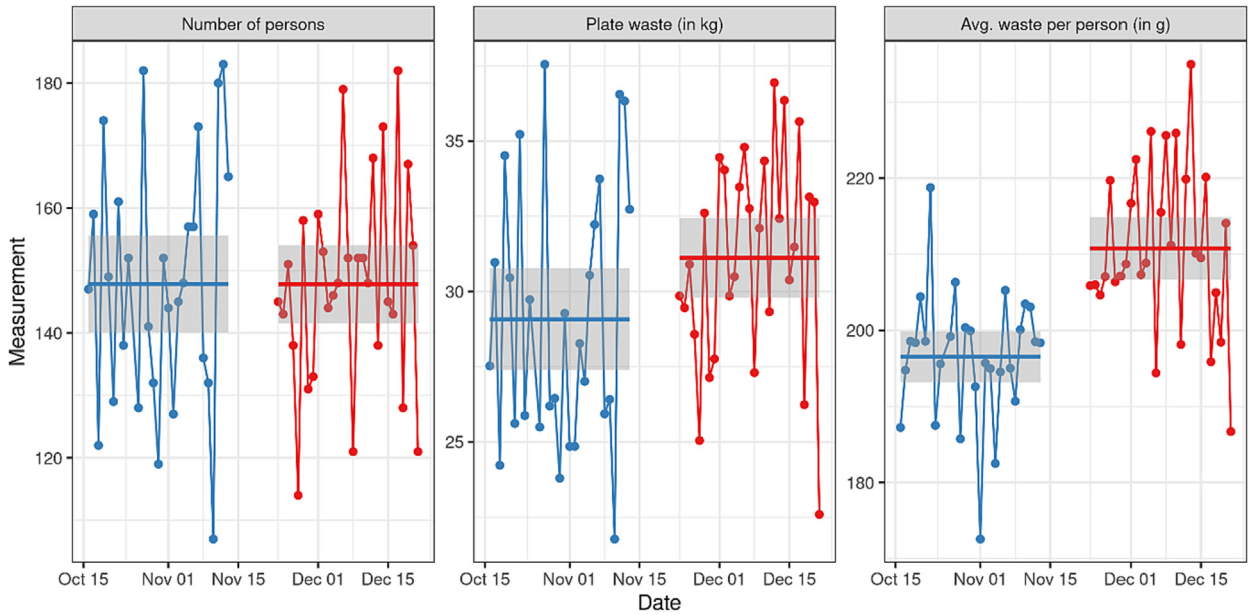 Number of persons
Plate waste (in kg)
Avg. waste per person (in g)
Measurement
180
160
140
120
35
30
25
220
200
180
Oct 15 Nov 01 Nov 15 Dec 01 Dec 15
Oct 15 Nov 01 Nov 15 Dec 01 Dec 15
Oct 15 Nov 01 Nov 15 Dec 01 Dec 15
Date